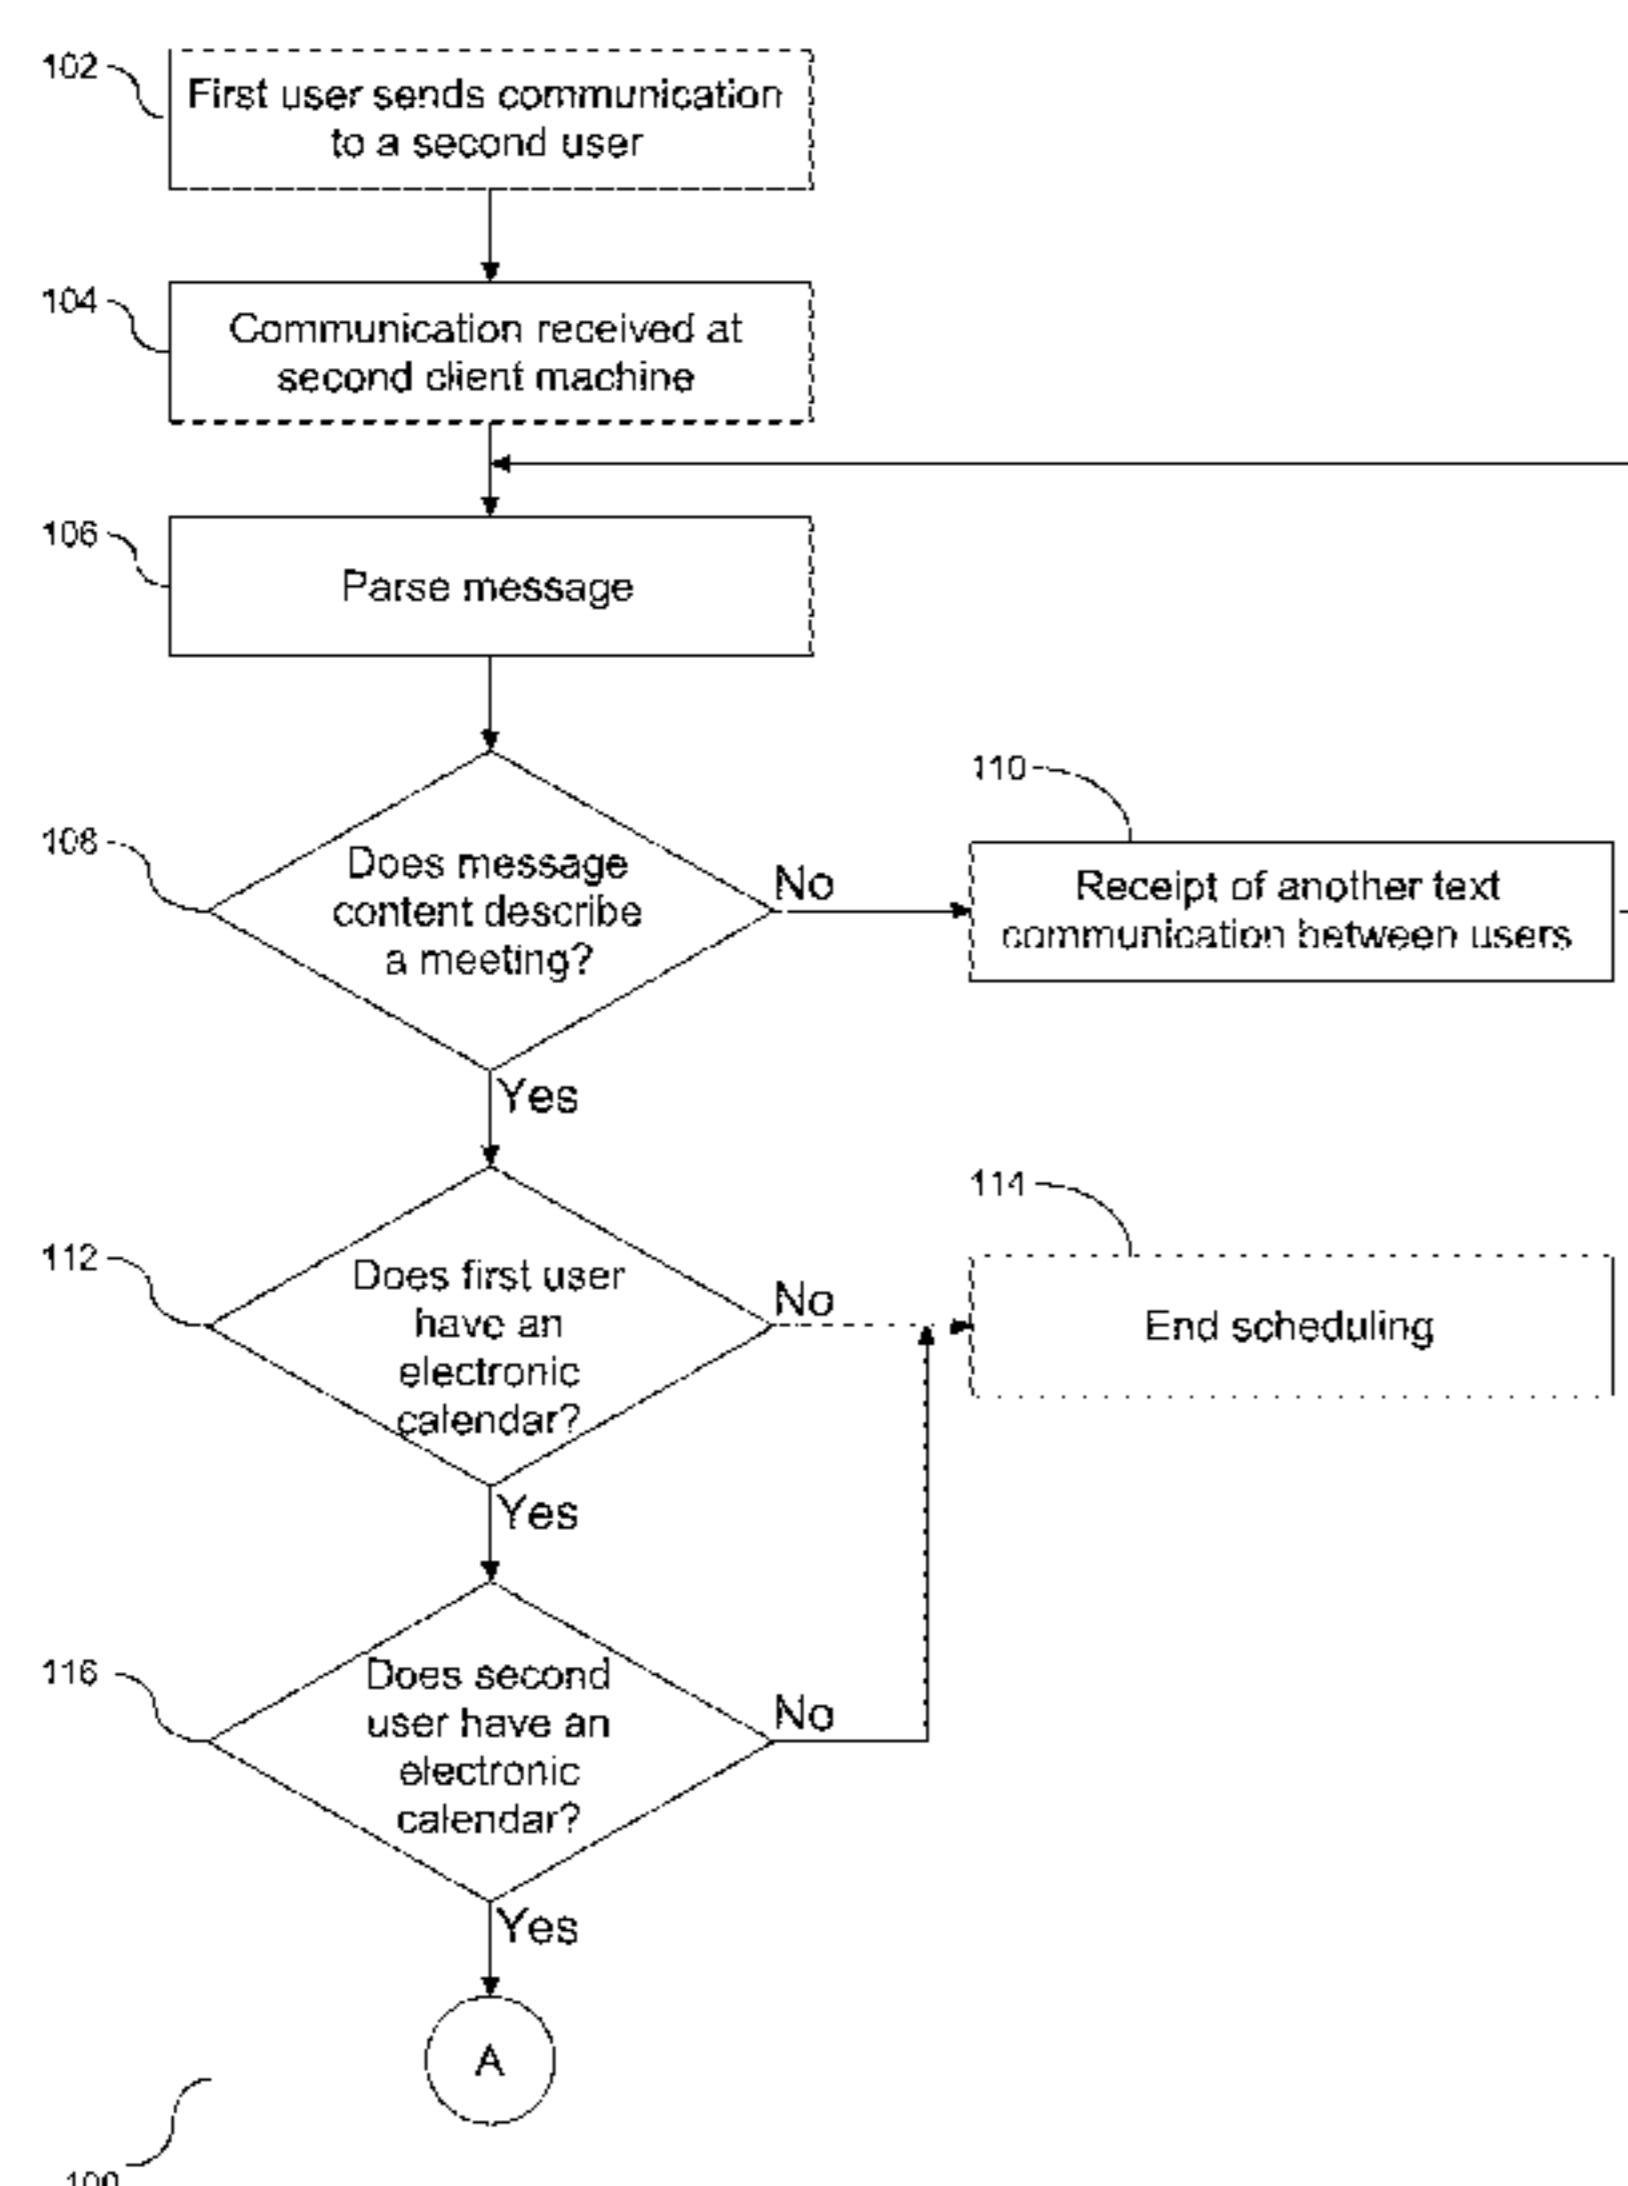 102
First user sends communication
to a second user
104
Communication received at
second client machine
106
Parse message
108
Does message
content describe
a meeting?
No
110
Receipt of another text
communication between users
Yes
112
Does first user
have an
electronic
calendar?
No
114
End scheduling
Yes
116
Does second
user have an
electronic
calendar?
No
Yes
A
100